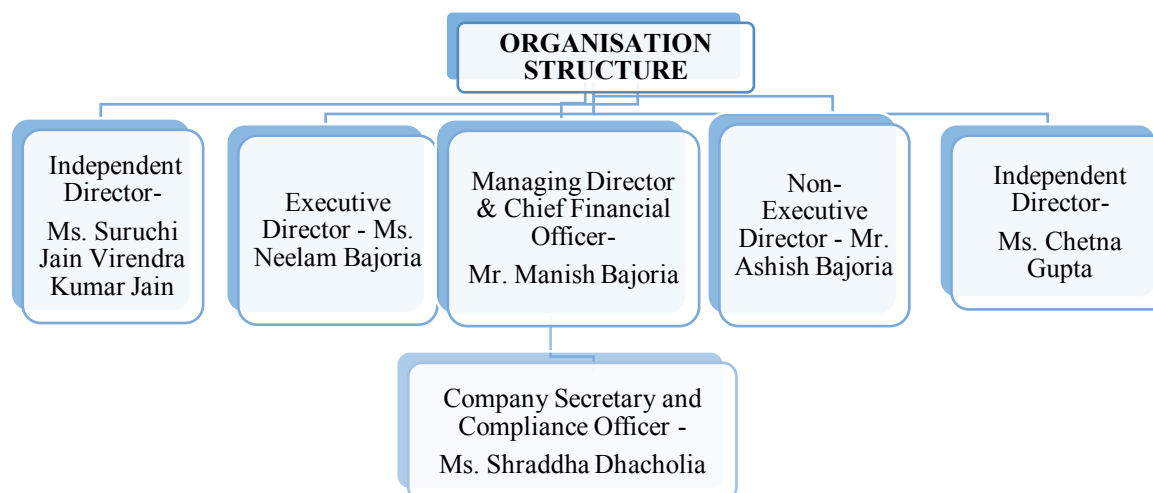 ORGANISATION
STRUCTURE
Independent
Director-
Ms. Suruchi
Jain Virendra
Kumar Jain
Executive
Director - Ms.
Neelam Bajoria
Managing Director
& Chief Financial
Officer-
Mr. Manish Bajoria
Non-
Executive
Director - Mr.
Ashish Bajoria
Independent
Director-
Ms. Chetna
Gupta
Company Secretary and
Compliance Officer -
Ms. Shraddha Dhacholia